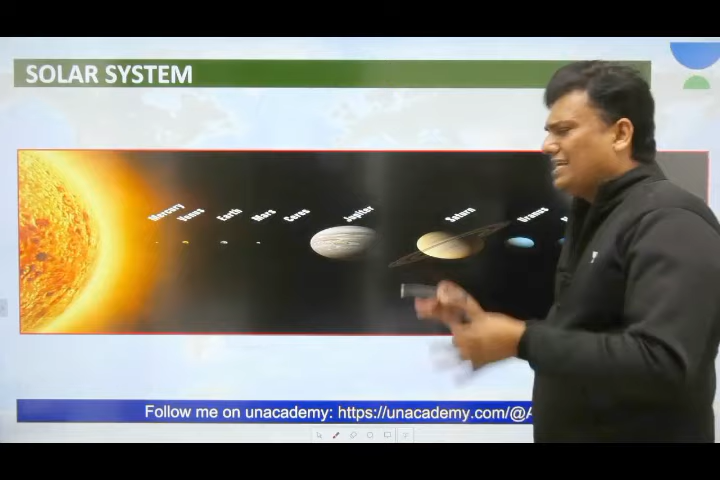 SOLAR SYSTEM
Mercury
Venus
Earth
Mars
Ceres
Jupiter
Saturn
Uranus
Follow me on unacademy: https://unacademy.com/@A